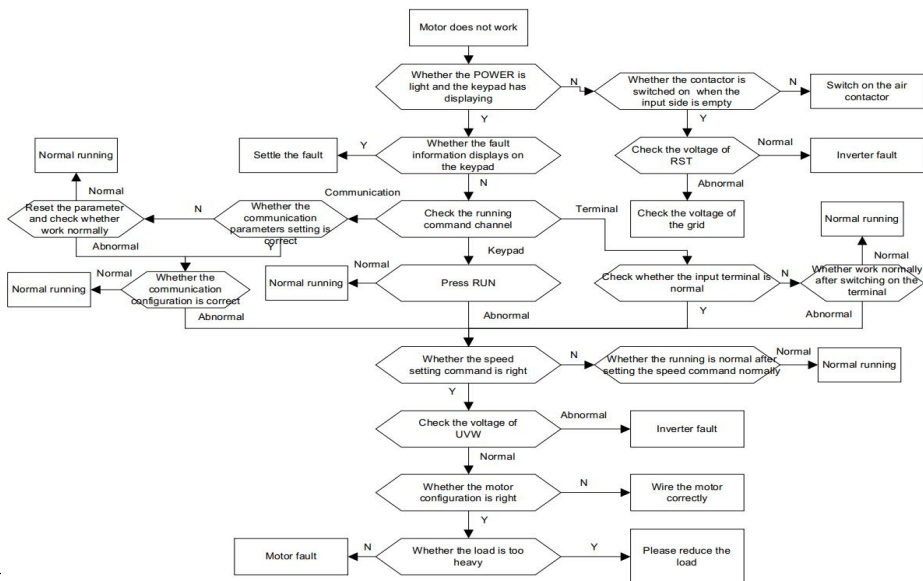 Motor does not work
Whether the POWER is
light and the keypad has
displaying
N
Whether the contactor is
switched on when the
input side is empty
N
Switch on the air
contactor
Y
Y
Normal running
Settle the fault
Y
Whether the fault
information displays on
the keypad
Check the voltage of
RST
Normal
Inverter fault
Normal
N
Abnormal
Communication
Reset the parameter
and check whether
work normally
N
Whether the
communication
parameters setting is
correct
Check the running
command channel
Terminal
Check the voltage of
the grid
Normal running
Abnormal
Y
Keypad
Normal
Normal running
Normal
Whether the
communication
configuration is correct
Normal running
Normal
Press RUN
Check whether the input terminal is
normal
N
Whether work normally
after switching on the
terminal
Abnormal
Abnormal
Y
Abnormal
Whether the speed
setting command is right
N
Whether the running is normal after
setting the speed command normally
Normal
Normal running
Y
Check the voltage of
UVW
Abnormal
Inverter fault
Normal
Whether the motor
configuration is right
N
Wire the motor
correctly
Y
Motor fault
N
Whether the load is too
heavy
Y
Please reduce the
load